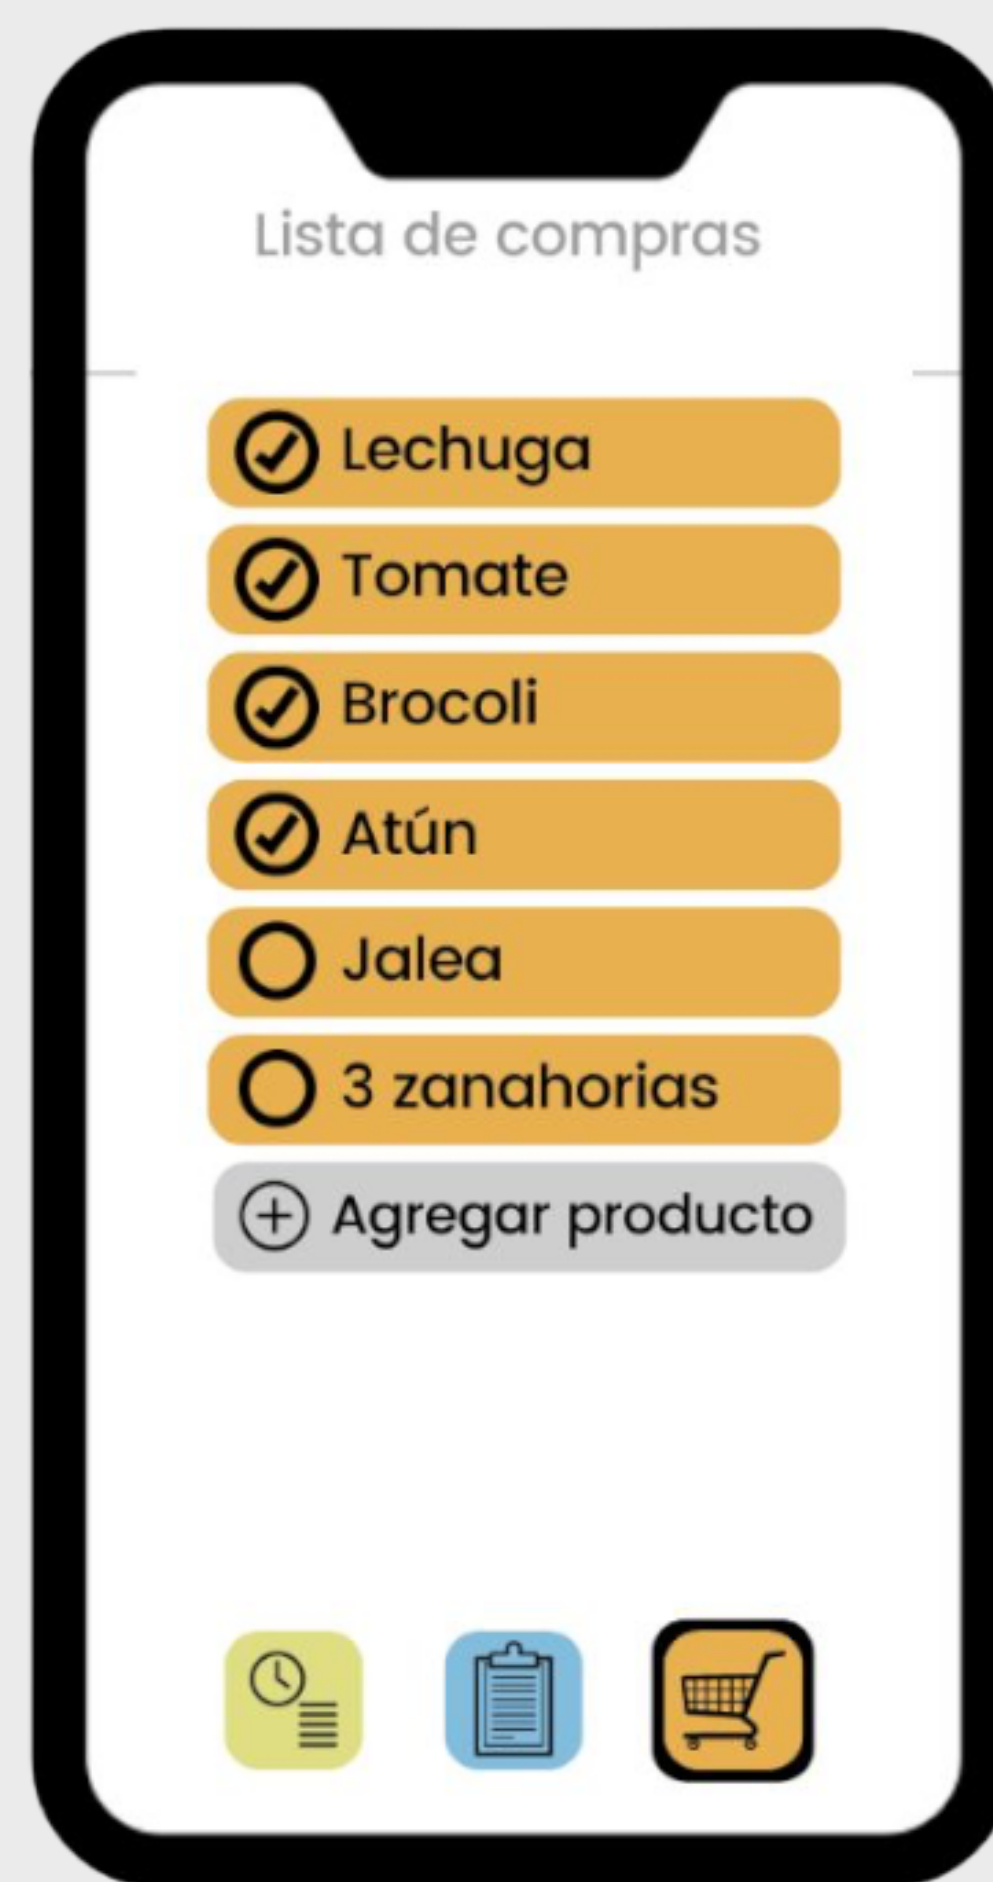 Lista de compras
Lechuga
Tomate
Brocoli
Atún
Jalea
3 zanahorias
Agregar producto